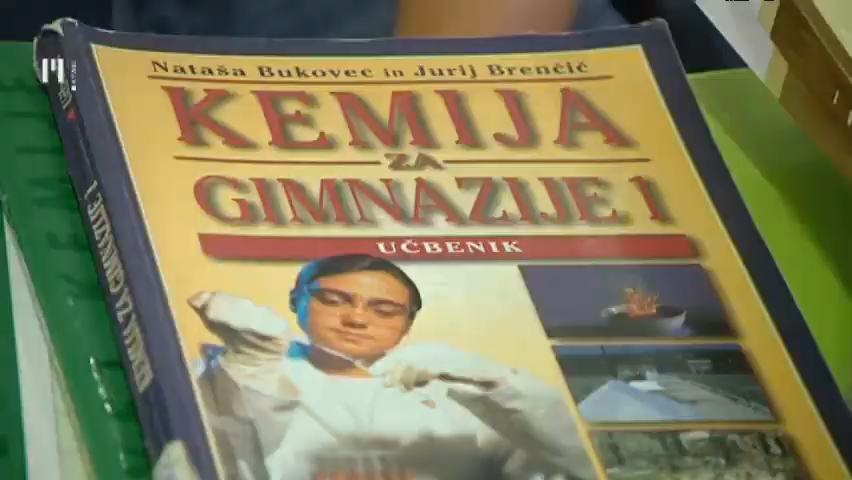 Nataša Bukovec in Jurij Brenčič
KEMIJA
ZA
GIMNAZIJE 1
UČBENIK
KEMIJA ZA GIMNAZIJE 1